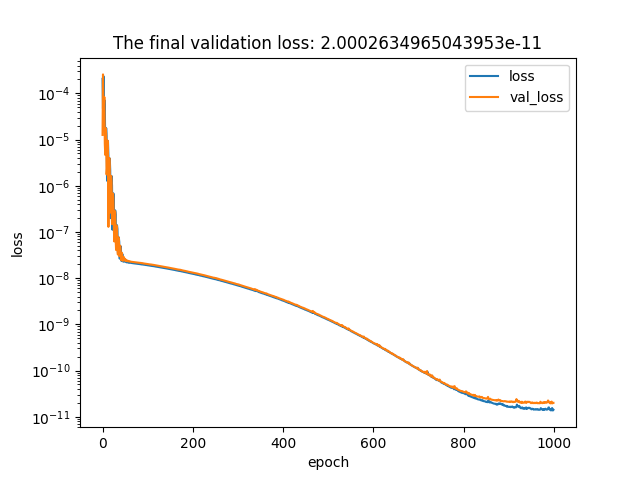 The final validation loss: 2.0002634965043953e-11
loss
val_loss
10⁻⁴
10⁻⁵
10⁻⁶
10⁻⁷
10⁻⁸
10⁻⁹
10⁻¹⁰
10⁻¹¹
loss
0 200 400 600 800 1000
epoch